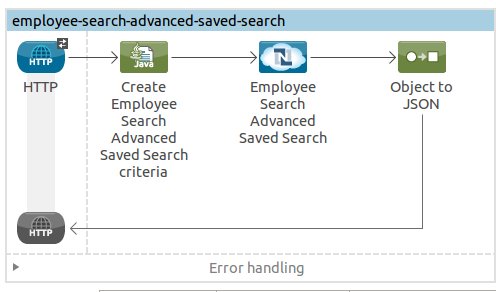 employee-search-advanced-saved-search
HTTP
Java
N
HTTP
Create
Employee
Search
Advanced
Saved Search
criteria
Employee
Search
Advanced
Saved Search
Object to
JSON
HTTP
Error handling